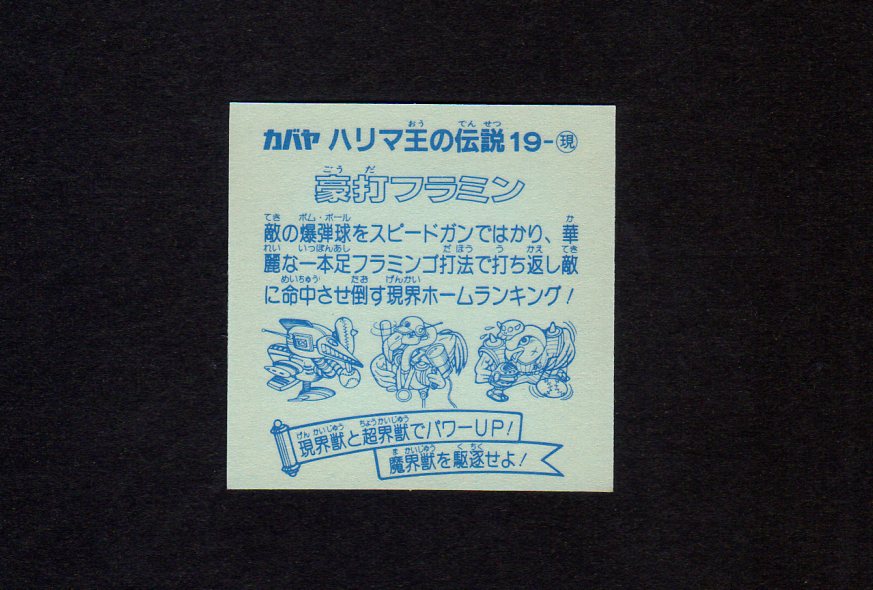 カバヤ ハリマ王の伝説 19-現
豪打フラミン
敵の爆弾球をスピードガンではかり、華
麗な一本足フラミンゴ打法で打ち返し敵
に命中させ倒す現界ホームランキング!
現界獣と超界獣でパワーUP!
魔界獣を駆逐せよ!